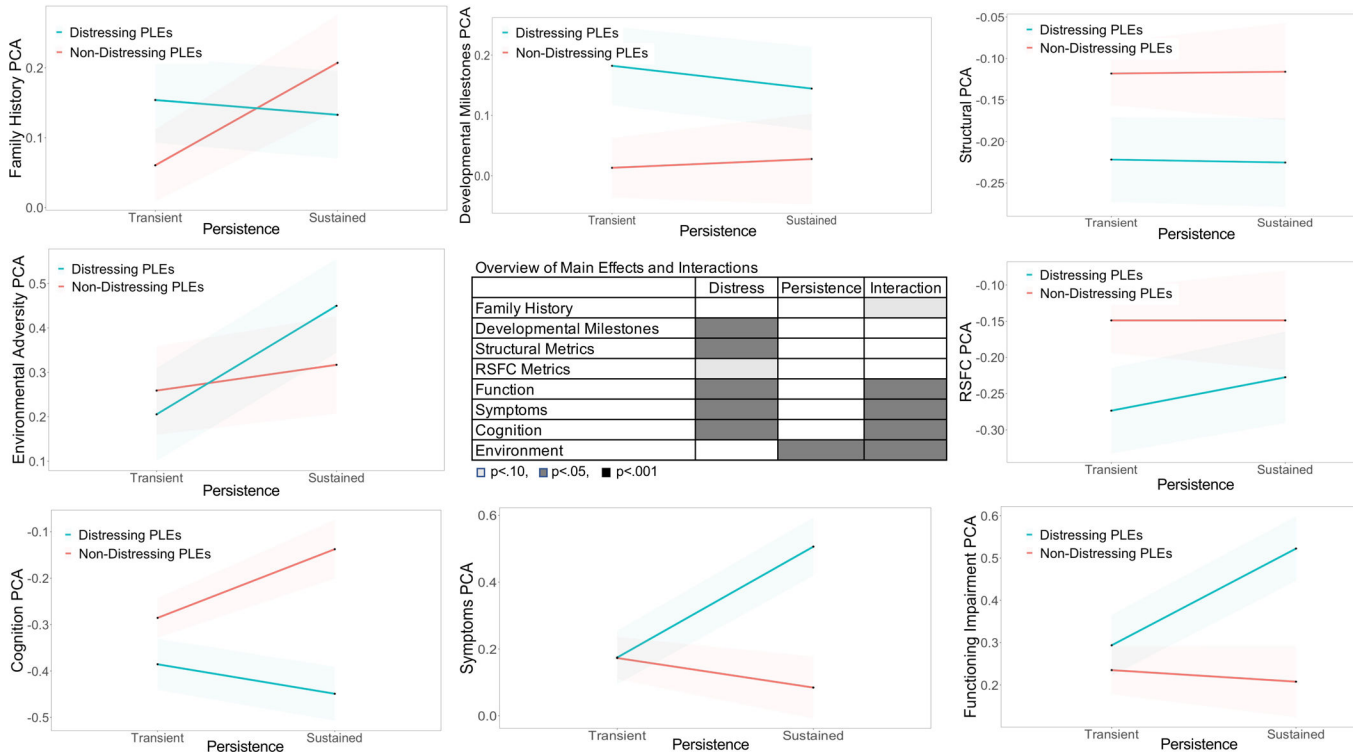 Family History PCA
Distressing PLEs
Non-Distressing PLEs
0.2
0.1
0.0
Transient
Sustained
Persistence
Developmental Milestones PCA
Distressing PLEs
Non-Distressing PLEs
0.2
0.1
0.0
Transient
Sustained
Persistence
Structural PCA
Distressing PLEs
Non-Distressing PLEs
-0.05
-0.10
-0.15
-0.20
-0.25
Transient
Sustained
Persistence
Environmental Adversity PCA
Distressing PLEs
Non-Distressing PLEs
0.5
0.4
0.3
0.2
0.1
Transient
Sustained
Persistence
Overview of Main Effects and Interactions
Distress Persistence Interaction
Family History
Developmental Milestones
Structural Metrics
RSFC Metrics
Function
Symptoms
Cognition
Environment
p<.10, p<.05, p<.001
RSFC PCA
Distressing PLEs
Non-Distressing PLEs
-0.10
-0.15
-0.20
-0.25
-0.30
Transient
Sustained
Persistence
Cognition PCA
Distressing PLEs
Non-Distressing PLEs
-0.1
-0.2
-0.3
-0.4
-0.5
Transient
Sustained
Persistence
Symptoms PCA
0.6
0.4
0.2
0.0
Transient
Sustained
Persistence
Functioning Impairment PCA
Distressing PLEs
Non-Distressing PLEs
0.6
0.5
0.4
0.3
0.2
Transient
Sustained
Persistence